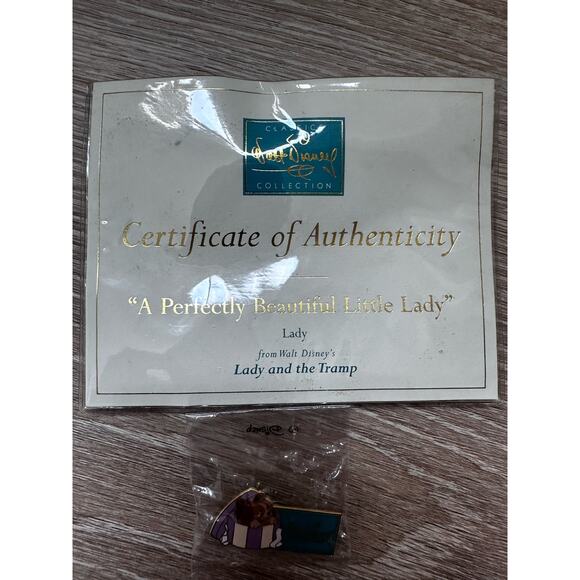 CLASSICS
Walt Disney
COLLECTION
Certificate of Authenticity
"A Perfectly Beautiful Little Lady"
Lady
from Walt Disney's
Lady and the Tramp